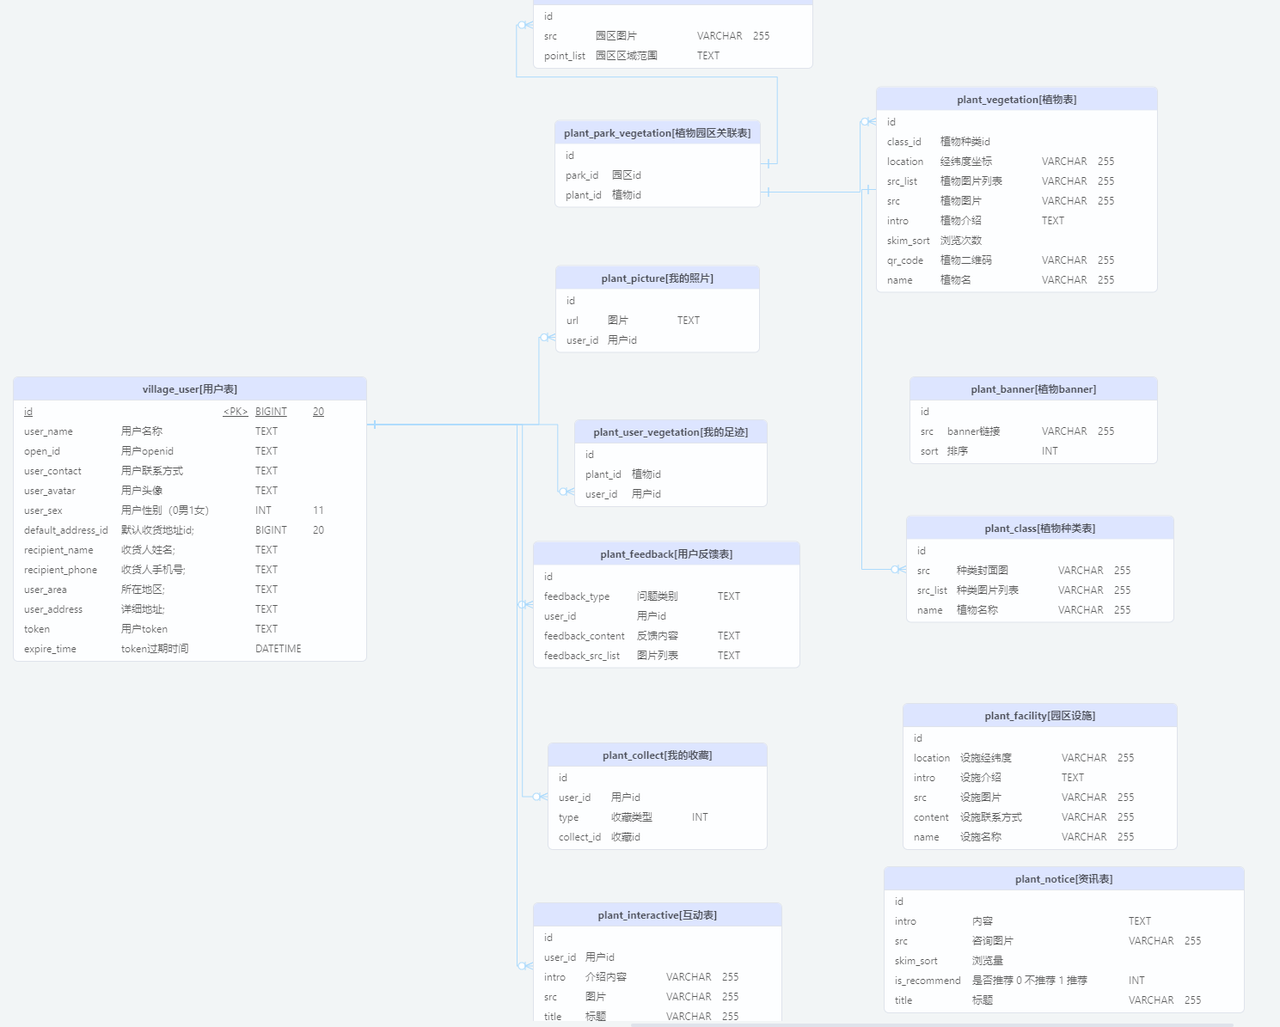 id
src 园区图片 VARCHAR 255
point_list 园区区域范围 TEXT
plant_park_vegetation[植物园区关联表]
id
park_id 园区id
plant_id 植物id
plant_vegetation[植物表]
id
class_id 植物种类id
location 经纬度坐标 VARCHAR 255
src_list 植物图片列表 VARCHAR 255
src 植物图片 VARCHAR 255
intro 植物介绍 TEXT
skim_sort 浏览次数
qr_code 植物二维码 VARCHAR 255
name 植物名 VARCHAR 255
plant_picture[我的照片]
id
url 图片 TEXT
user_id 用户id
village_user[用户表]
id <PK> BIGINT 20
user_name 用户名称 TEXT
open_id 用户openid TEXT
user_contact 用户联系方式 TEXT
user_avatar 用户头像 TEXT
user_sex 用户性别（0男1女） INT 11
default_address_id 默认收货地址id; BIGINT 20
recipient_name 收货人姓名; TEXT
recipient_phone 收货人手机号; TEXT
user_area 所在地区; TEXT
user_address 详细地址; TEXT
token 用户token TEXT
expire_time token过期时间 DATETIME
plant_user_vegetation[我的足迹]
id
plant_id 植物id
user_id 用户id
plant_banner[植物banner]
id
src banner链接 VARCHAR 255
sort 排序 INT
plant_feedback[用户反馈表]
id
feedback_type 问题类别 TEXT
user_id 用户id
feedback_content 反馈内容 TEXT
feedback_src_list 图片列表 TEXT
plant_class[植物种类表]
id
src 种类封面图 VARCHAR 255
src_list 种类图片列表 VARCHAR 255
name 植物名称 VARCHAR 255
plant_collect[我的收藏]
id
user_id 用户id
type 收藏类型 INT
collect_id 收藏id
plant_facility[园区设施]
id
location 设施经纬度 VARCHAR 255
intro 设施介绍 TEXT
src 设施图片 VARCHAR 255
content 设施联系方式 VARCHAR 255
name 设施名称 VARCHAR 255
plant_interactive[互动表]
id
user_id 用户id
intro 介绍内容 VARCHAR 255
src 图片 VARCHAR 255
title 标题 VARCHAR 255
plant_notice[资讯表]
id
intro 内容 TEXT
src 咨询图片 VARCHAR 255
skim_sort 浏览量
is_recommend 是否推荐 0 不推荐 1 推荐 INT
title 标题 VARCHAR 255